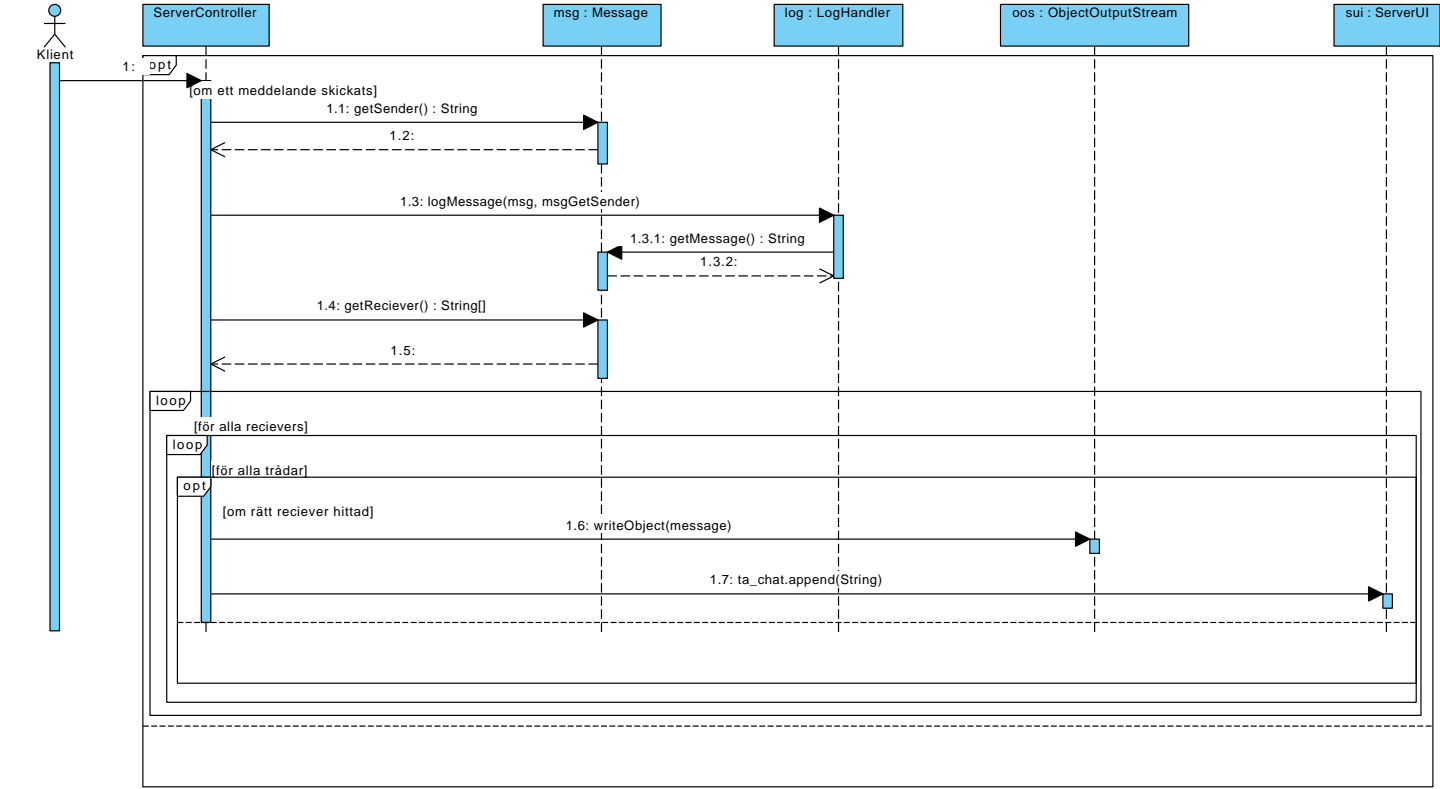 ServerController
msg : Message
log : LogHandler
oos : ObjectOutputStream
sui : ServerUI
Klient
1:
opt
[om ett meddelande skickats]
1.1: getSender() : String
1.2:
1.3: logMessage(msg, msgGetSender)
1.3.1: getMessage() : String
1.3.2:
1.4: getReciever() : String[]
1.5:
loop
[för alla recievers]
loop
[för alla trådar]
opt
[om rätt reciever hittad]
1.6: writeObject(message)
1.7: ta_chat.append(String)